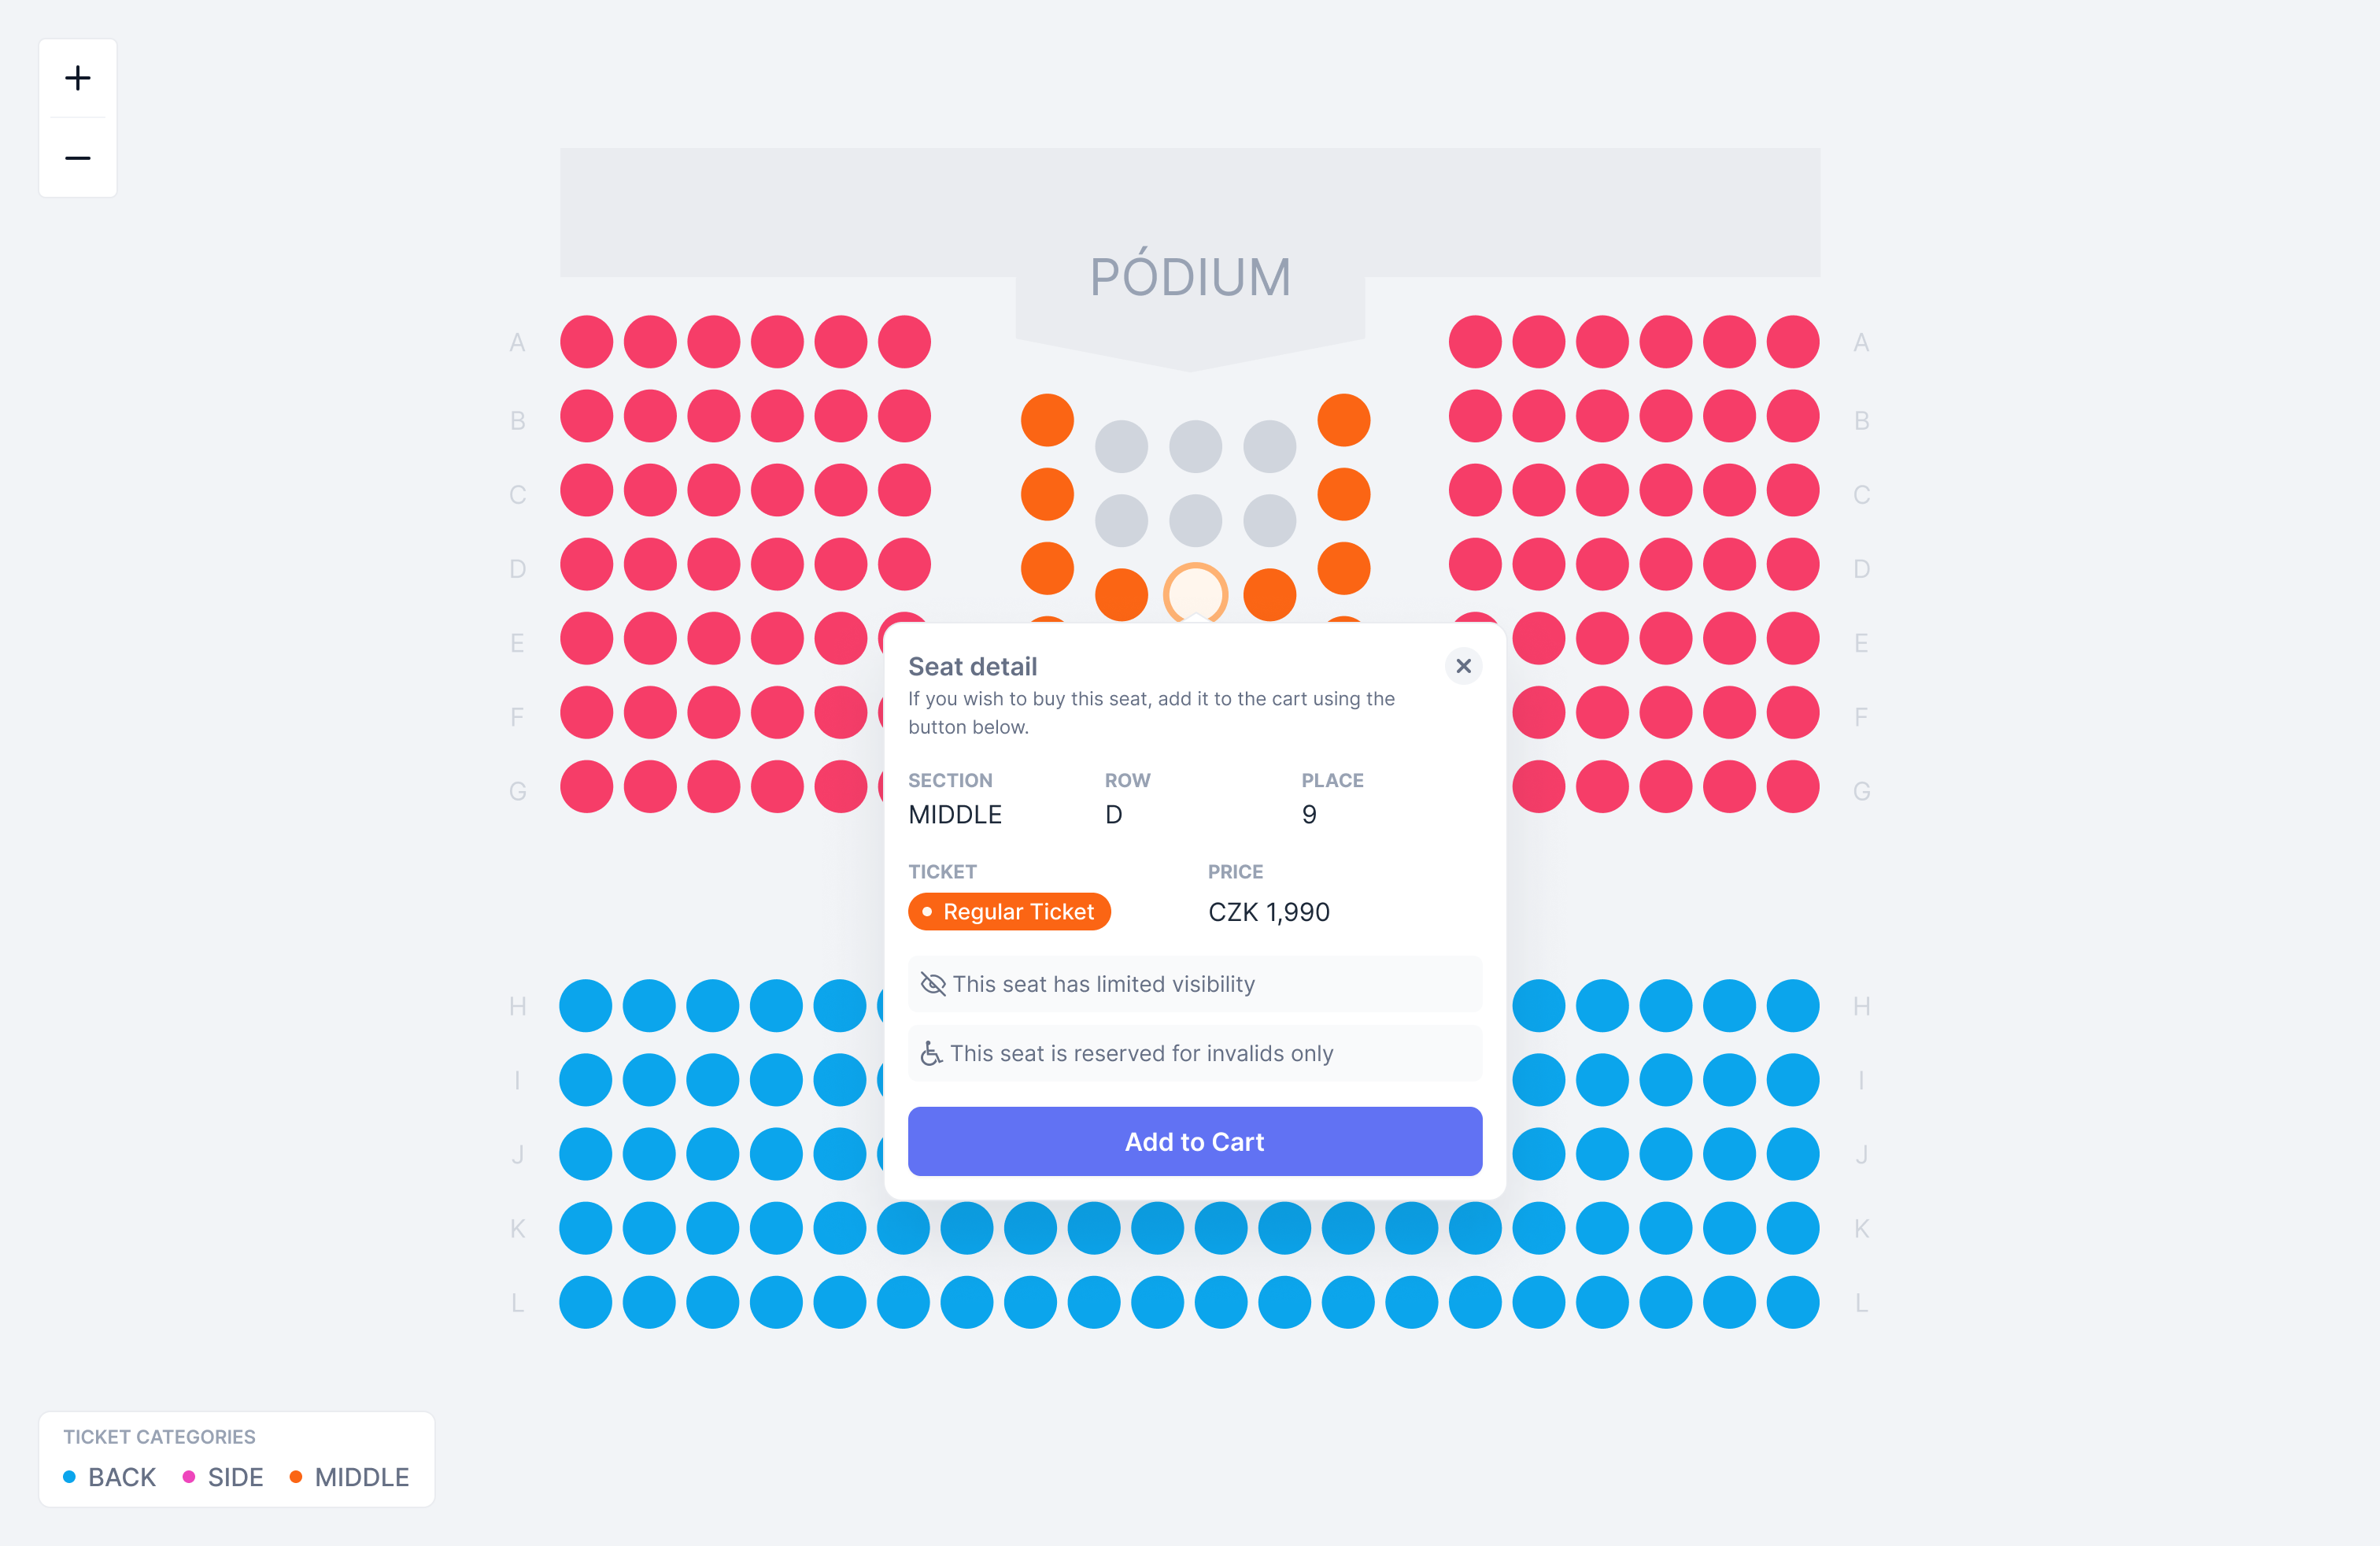 PÓDIUM
A A
B B
C C
D D
E E
F F
G G
Seat detail
If you wish to buy this seat, add it to the cart using the
button below.
SECTION ROW PLACE
MIDDLE D 9
TICKET PRICE
Regular Ticket CZK 1,990
This seat has limited visibility
This seat is reserved for invalids only
Add to Cart
H H
I I
J J
K K
L L
TICKET CATEGORIES
BACK SIDE MIDDLE